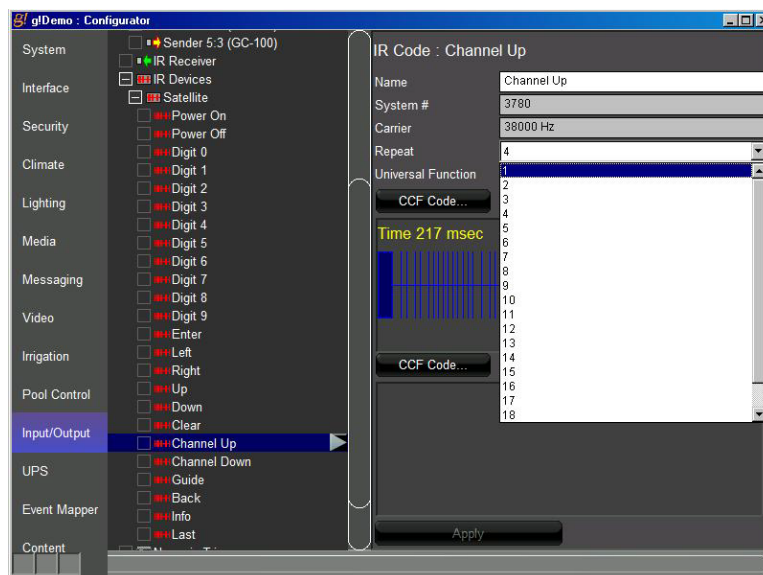 g! g!Demo : Configurator
System
Interface
Security
Climate
Lighting
Media
Messaging
Video
Irrigation
Pool Control
Input/Output
UPS
Event Mapper
Content
Sender 5:3 (GC-100)
IR Receiver
IR Devices
Satellite
Power On
Power Off
Digit 0
Digit 1
Digit 2
Digit 3
Digit 4
Digit 5
Digit 6
Digit 7
Digit 8
Digit 9
Enter
Left
Right
Up
Down
Clear
Channel Up
Channel Down
Guide
Back
Info
Last
IR Code : Channel Up
Name Channel Up
System # 3780
Carrier 38000 Hz
Repeat 4
Universal Function
1
2
3
4
5
6
7
8
9
10
11
12
13
14
15
16
17
18
CCF Code...
Time 217 msec
CCF Code...
Apply